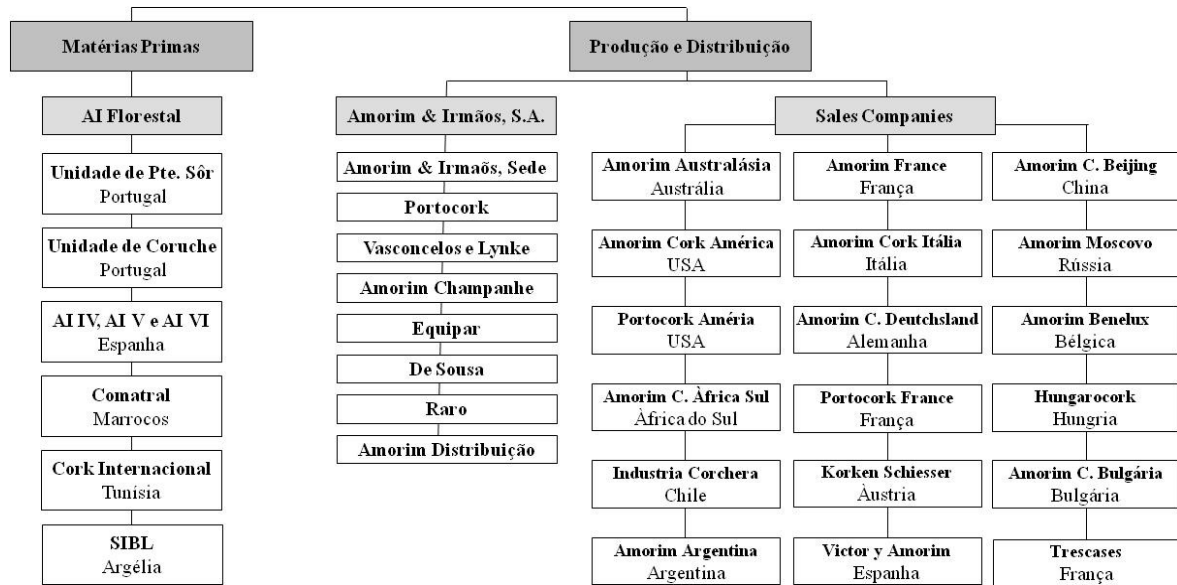 Matérias Primas
Produção e Distribuição
AI Florestal
Amorim & Irmãos, S.A.
Sales Companies
Unidade de Pte. Sôr
Portugal
Unidade de Coruche
Portugal
AI IV, AI V e AI VI
Espanha
Comatral
Marrocos
Cork Internacional
Tunísia
SIBL
Argélia
Amorim & Irmaõs, Sede
Portocork
Vasconcelos e Lynke
Amorim Champanhe
Equipar
De Sousa
Raro
Amorim Distribuição
Amorim Australásia
Austrália
Amorim Cork América
USA
Portocork Améria
USA
Amorim C. Àfrica Sul
Àfrica do Sul
Industria Corchera
Chile
Amorim Argentina
Argentina
Amorim France
França
Amorim Cork Itália
Itália
Amorim C. Deutchsland
Alemanha
Portocork France
França
Korken Schiesser
Àustria
Victor y Amorim
Espanha
Amorim C. Beijing
China
Amorim Moscovo
Rússia
Amorim Benelux
Bélgica
Hungarocork
Hungria
Amorim C. Bulgária
Bulgária
Trescases
França